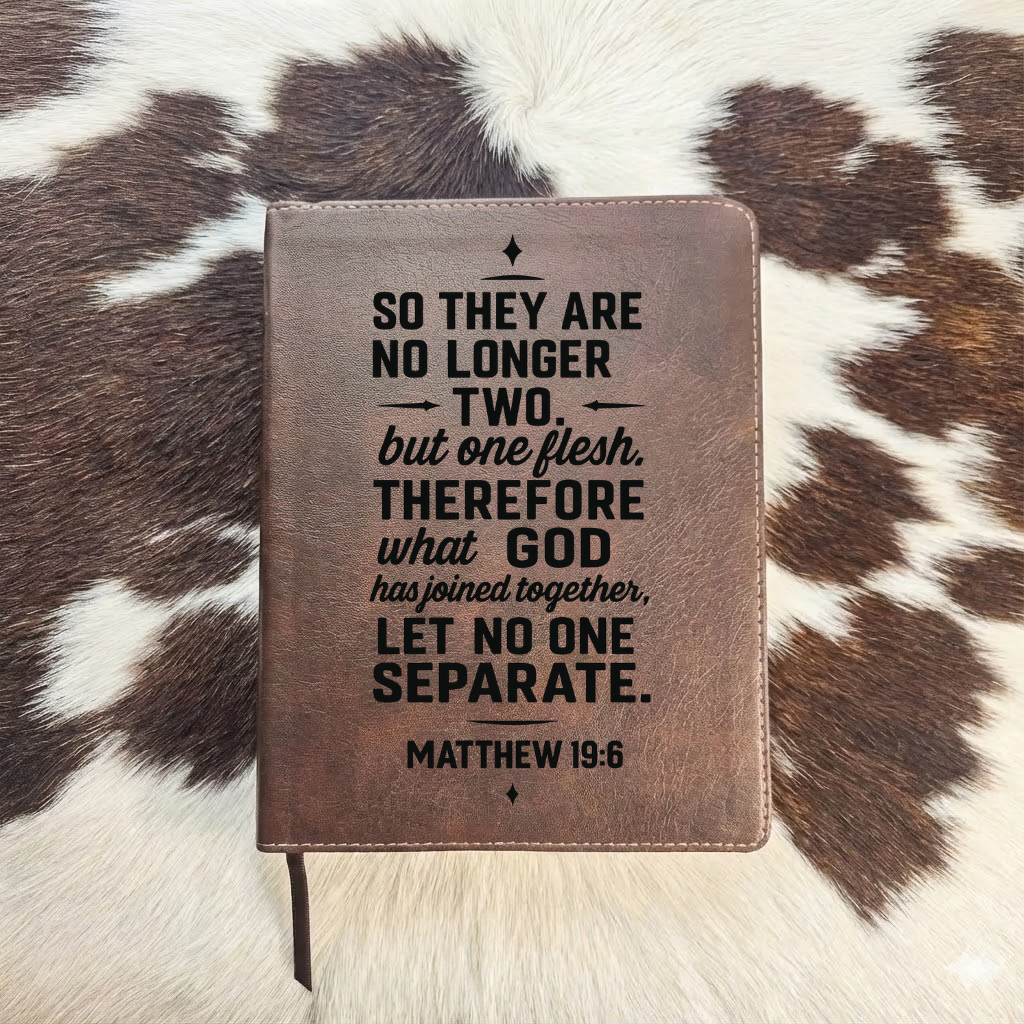 SO THEY ARE
NO LONGER
TWO.
but one flesh.
THEREFORE
what GOD
has joined together,
LET NO ONE
SEPARATE.
MATTHEW 19:6